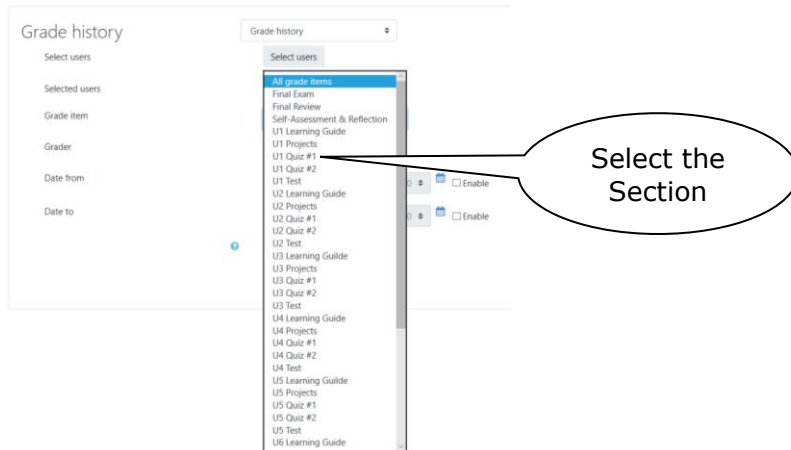 Grade history
Grade history
Select users
Select users
Selected users
Grade item
Grader
Date from
Date to
All grade items
Final Exam
Final Review
Self-Assessment & Reflection
U1 Learning Guide
U1 Projects
U1 Quiz #1
U1 Quiz #2
U1 Test
U2 Learning Guide
U2 Projects
U2 Quiz #1
U2 Quiz #2
U2 Test
U3 Learning Guilde
U3 Projects
U3 Quiz #1
U3 Quiz #2
U3 Test
U4 Learning Guide
U4 Projects
U4 Quiz #1
U4 Quiz #2
U4 Test
U5 Learning Guilde
U5 Projects
U5 Quiz #1
U5 Quiz #2
U5 Test
U6 Learning Guide
0 Enable
0 Enable
Select the
Section